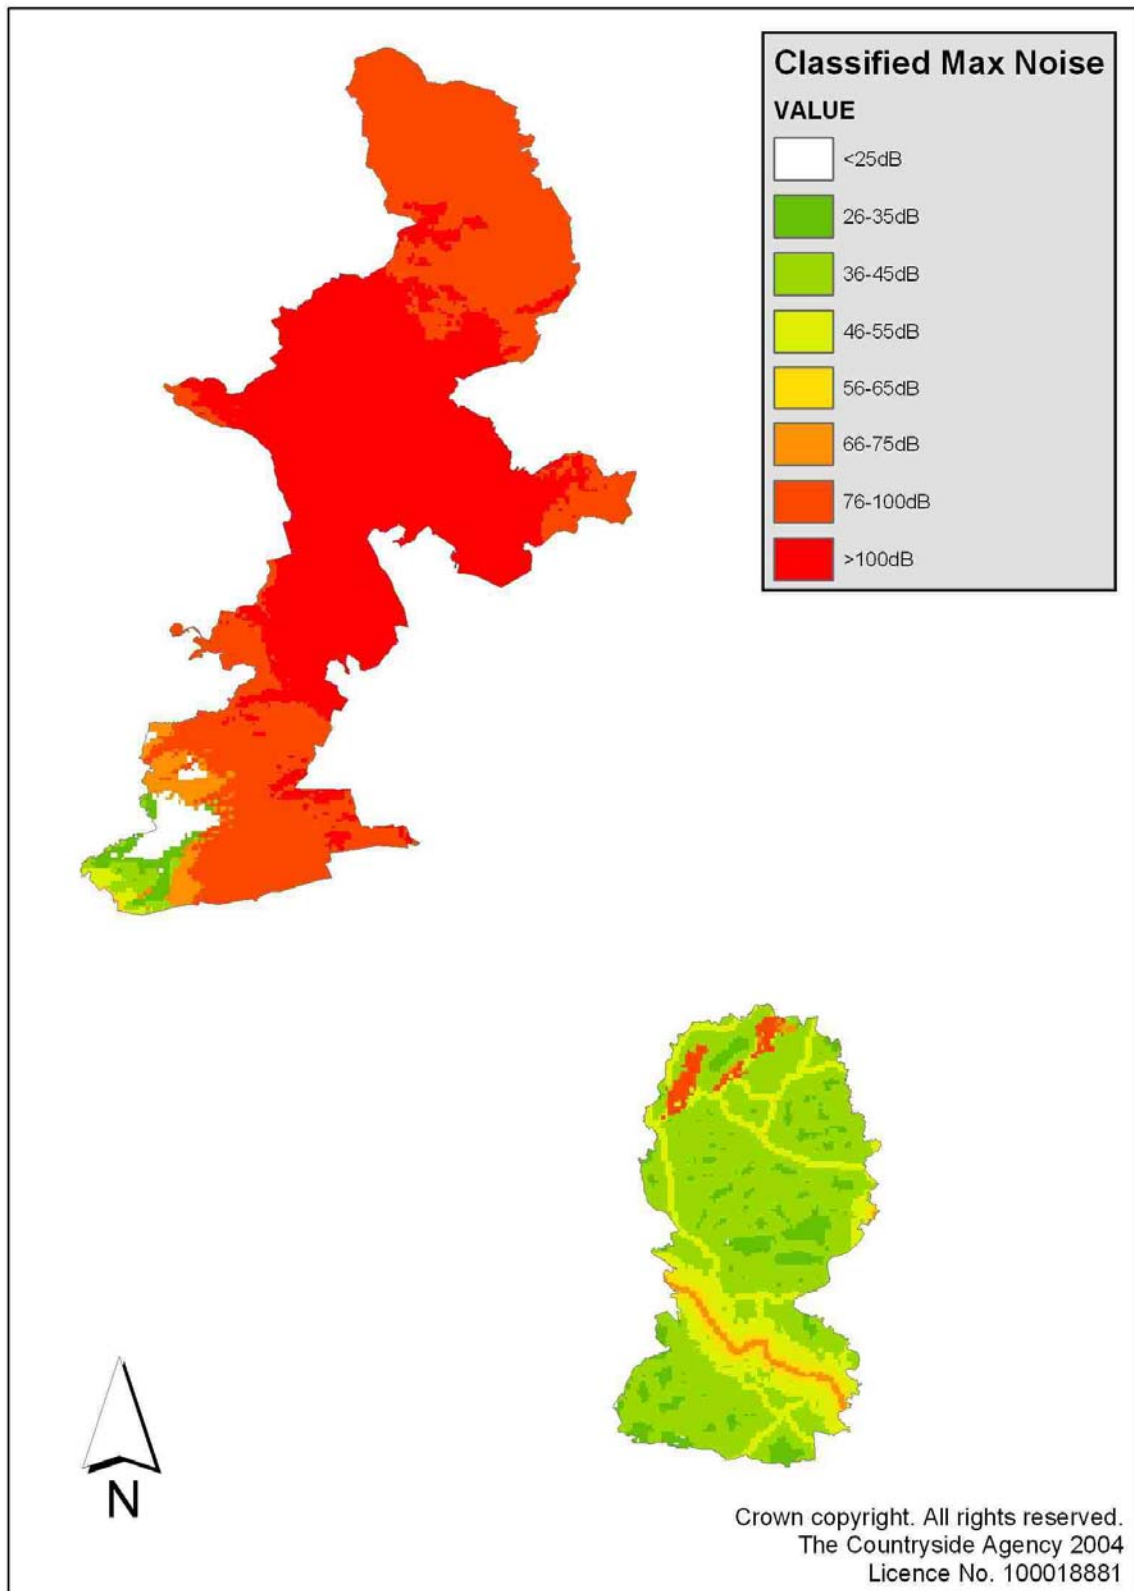 Classified Max Noise
VALUE
<25dB
26-35dB
36-45dB
46-55dB
56-65dB
66-75dB
76-100dB
>100dB
N
Crown copyright. All rights reserved.
The Countryside Agency 2004
Licence No. 100018881